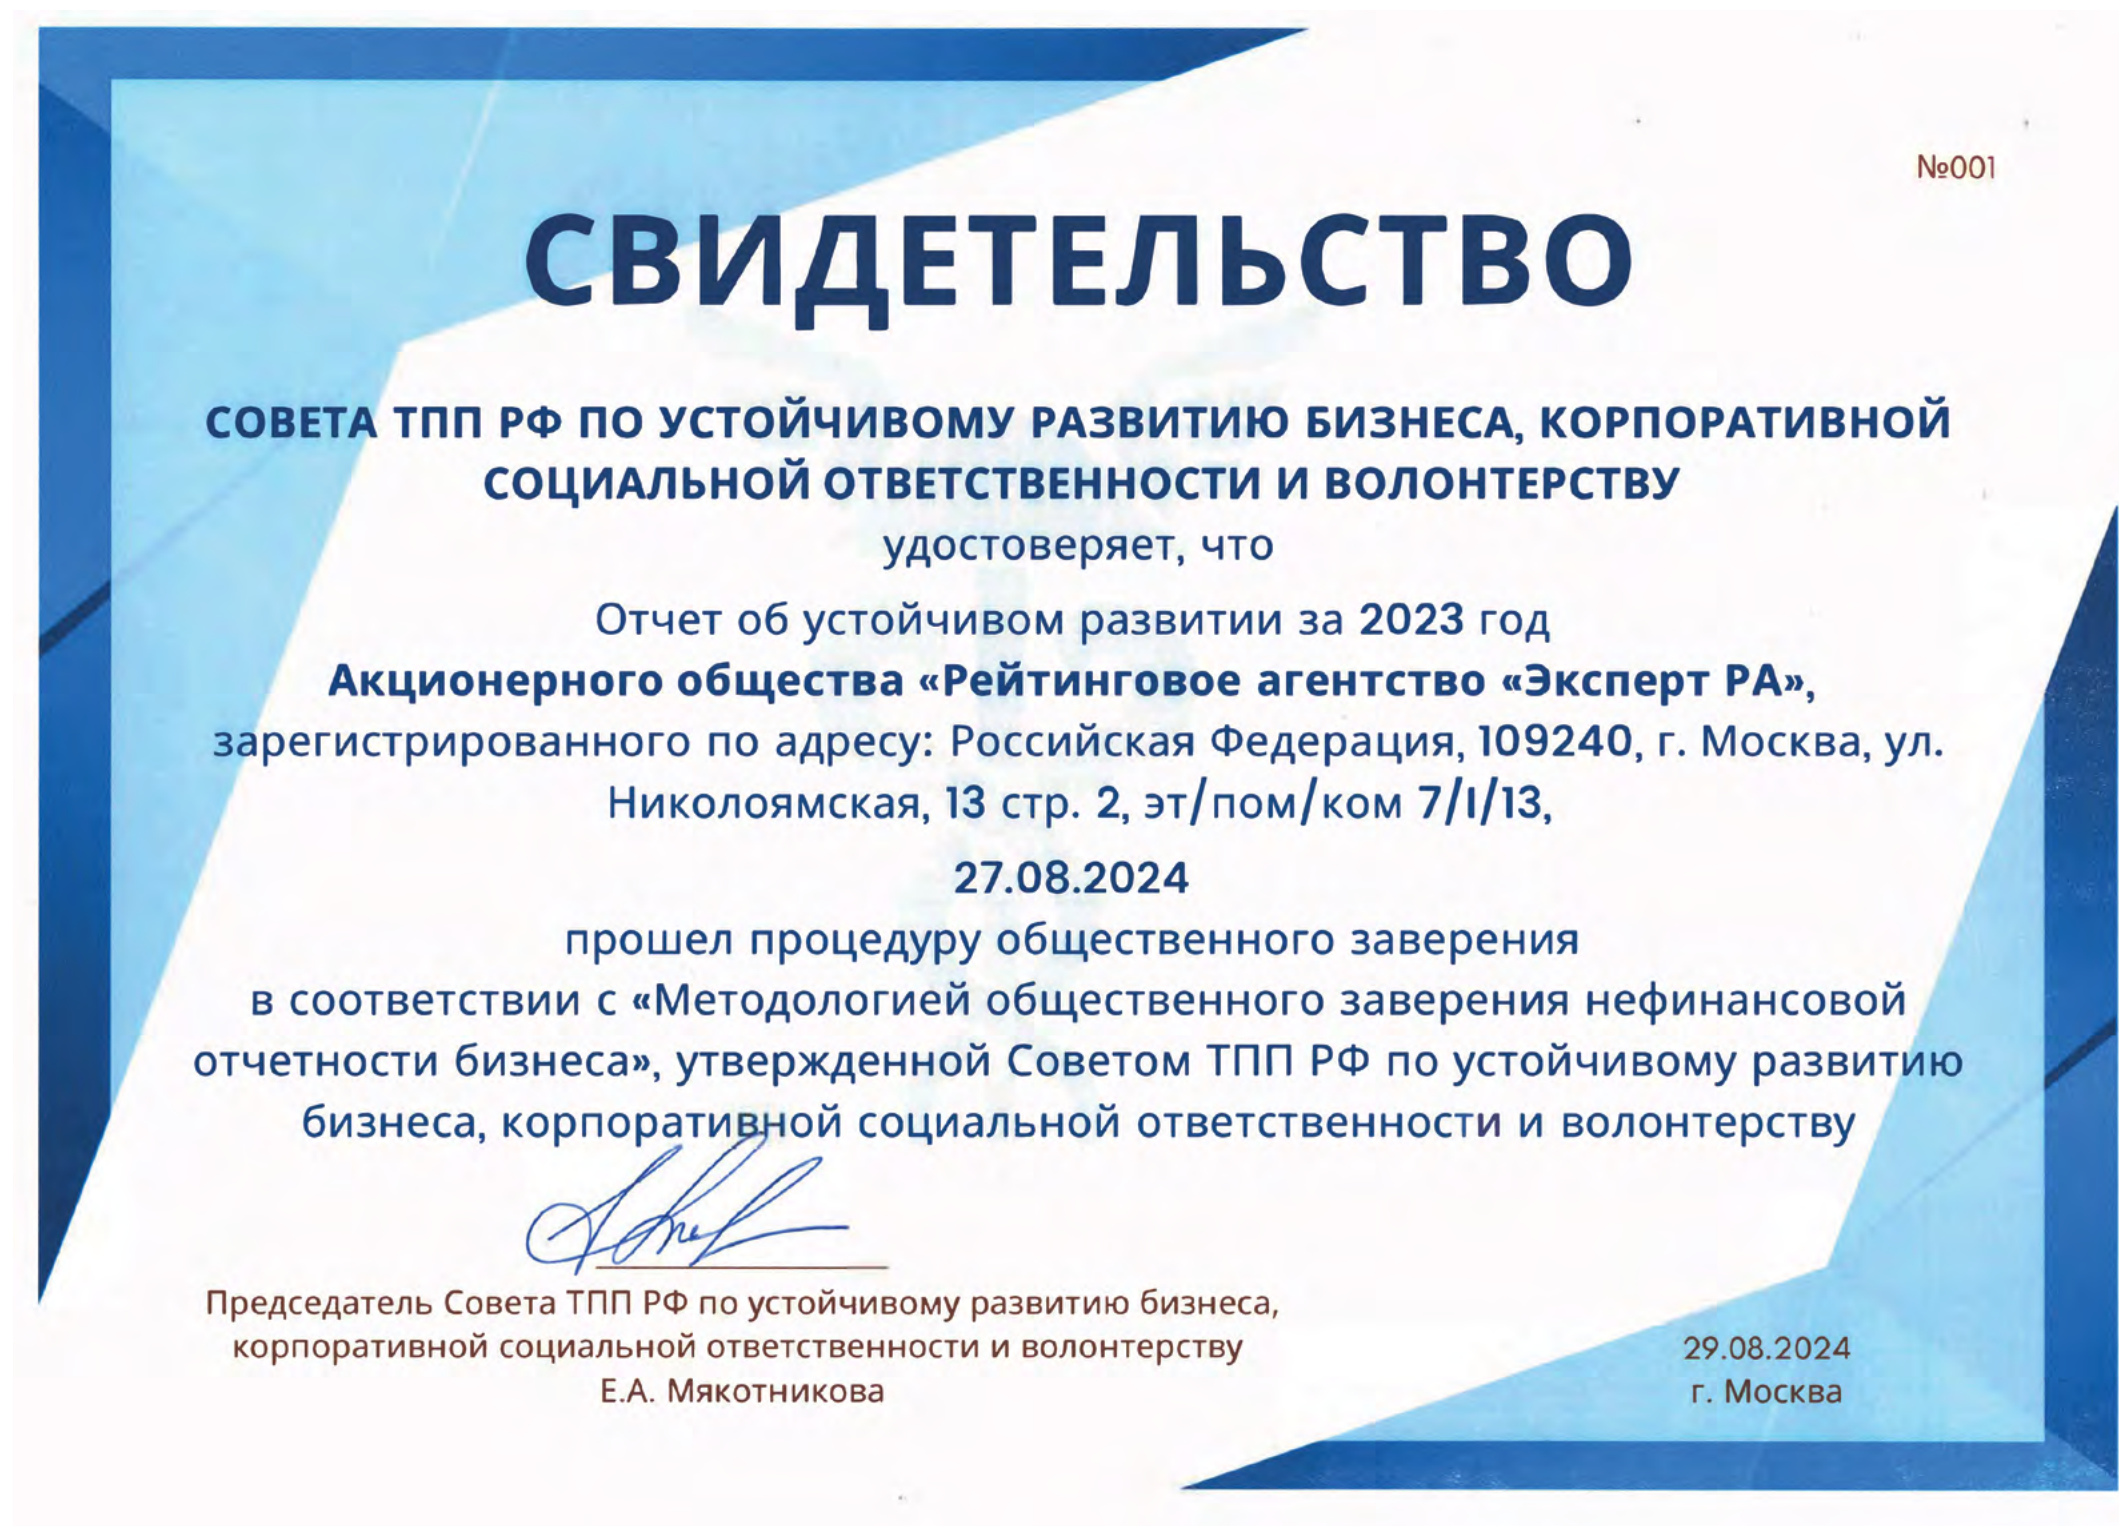 №001
СВИДЕТЕЛЬСТВО
СОВЕТА ТПП РФ ПО УСТОЙЧИВОМУ РАЗВИТИЮ БИЗНЕСА, КОРПОРАТИВНОЙ
СОЦИАЛЬНОЙ ОТВЕТСТВЕННОСТИ И ВОЛОНТЕРСТВУ
удостоверяет, что
Отчет об устойчивом развитии за 2023 год
Акционерного общества «Рейтинговое агентство «Эксперт РА»,
зарегистрированного по адресу: Российская Федерация, 109240, г. Москва, ул.
Николоямская, 13 стр. 2, эт/пом/ком 7/I/13,
27.08.2024
прошел процедуру общественного заверения
в соответствии с «Методологией общественного заверения нефинансовой
отчетности бизнеса», утвержденной Советом ТПП РФ по устойчивому развитию
бизнеса, корпоративной социальной ответственности и волонтерству
Председатель Совета ТПП РФ по устойчивому развитию бизнеса,
корпоративной социальной ответственности и волонтерству
Е.А. Мякотникова
29.08.2024
г. Москва